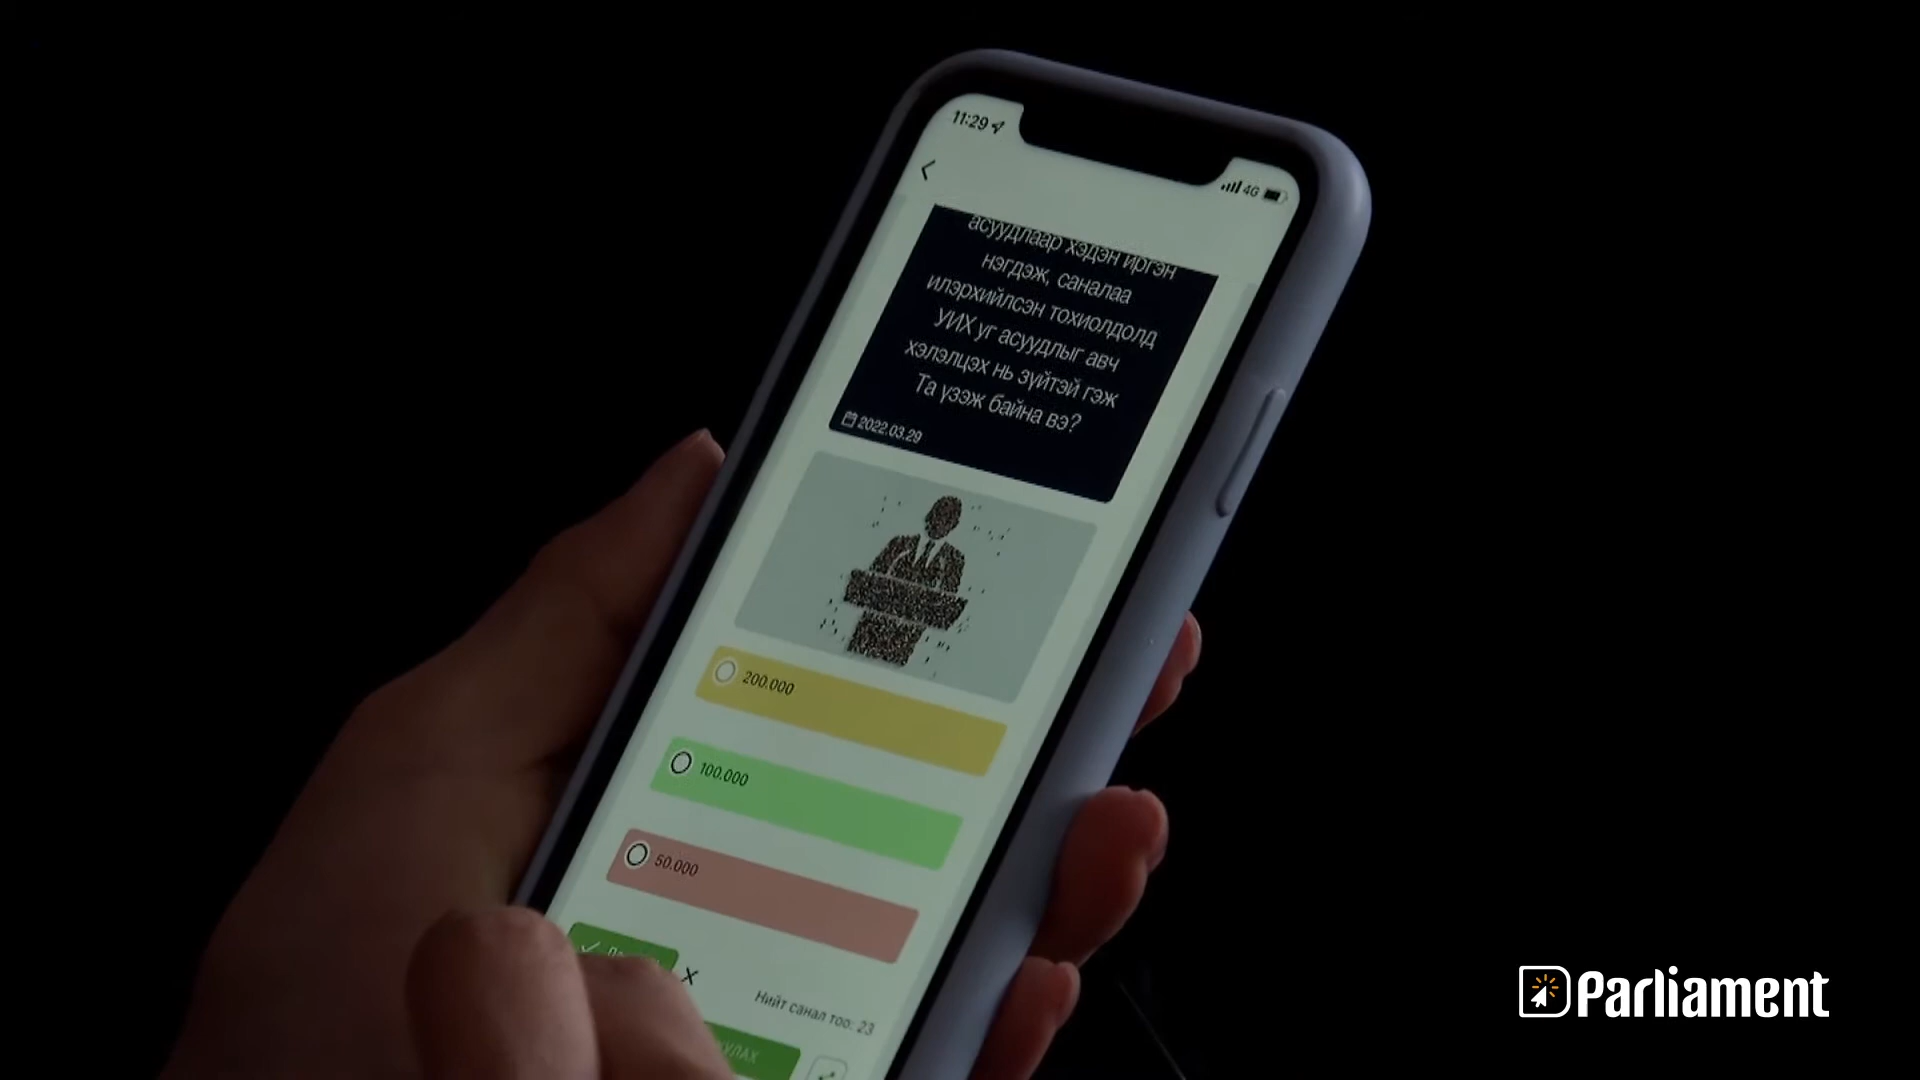 11:29
4G
асуудлаар хэдэн иргэн
нэгдэж, саналаа
илэрхийлсэн тохиолдолд
УИХ уг асуудлыг авч
хэлэлцэх нь зүйтэй гэж
Та үзэж байна вэ?
2022.03.29
200.000
100.000
50.000
Нийт санал тоо: 23
Parliament